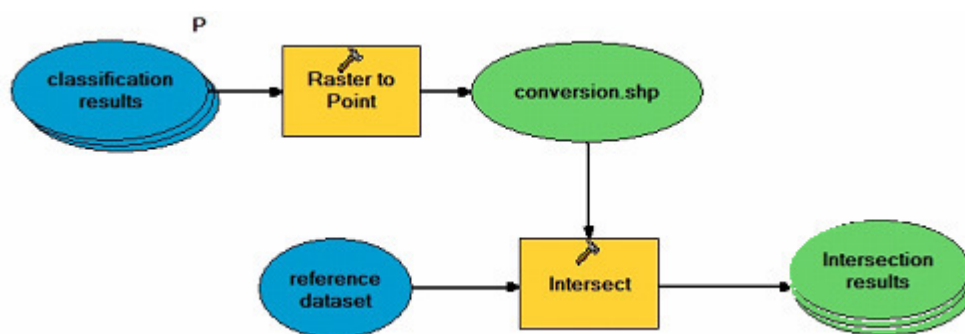 P
classification
results
Raster to
Point
conversion.shp
reference
dataset
Intersect
Intersection
results